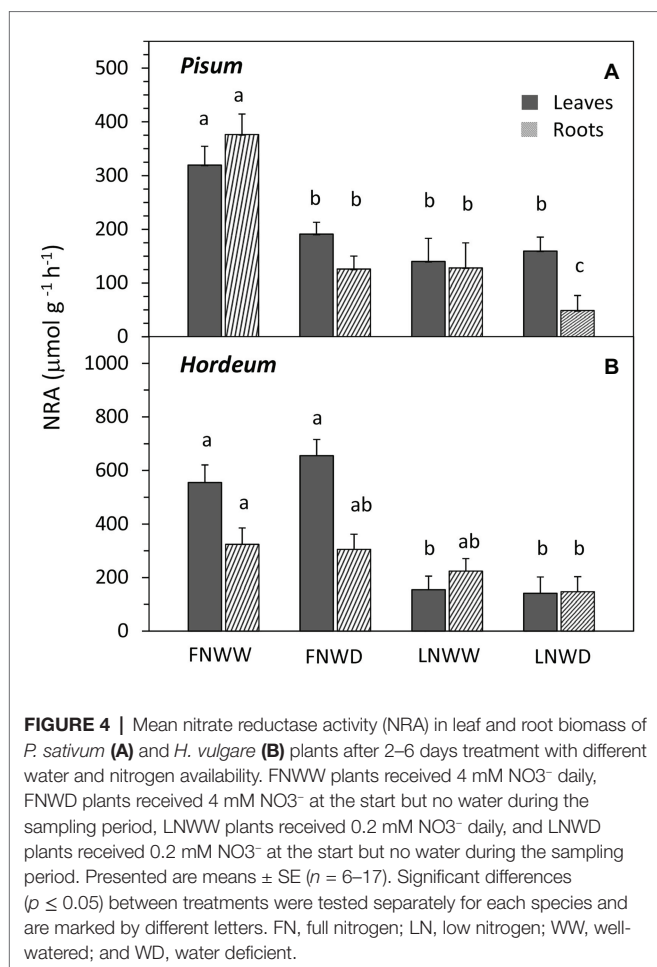 Pisum
A
500
400
300
200
100
0
Leaves
Roots
a a b b b b b c
NRA (µmol g⁻¹ h⁻¹)
Hordeum
B
1000
800
600
400
200
0
a a a ab b ab b b
FNWW FNWD LNWW LNWD
FIGURE 4 | Mean nitrate reductase activity (NRA) in leaf and root biomass of
P. sativum (A) and H. vulgare (B) plants after 2–6 days treatment with different
water and nitrogen availability. FNWW plants received 4 mM NO3⁻ daily,
FNWD plants received 4 mM NO3⁻ at the start but no water during the
sampling period, LNWW plants received 0.2 mM NO3⁻ daily, and LNWD
plants received 0.2 mM NO3⁻ at the start but no water during the sampling
period. Presented are means ± SE (n = 6–17). Significant differences
(p ≤ 0.05) between treatments were tested separately for each species and
are marked by different letters. FN, full nitrogen; LN, low nitrogen; WW, well-
watered; and WD, water deficient.